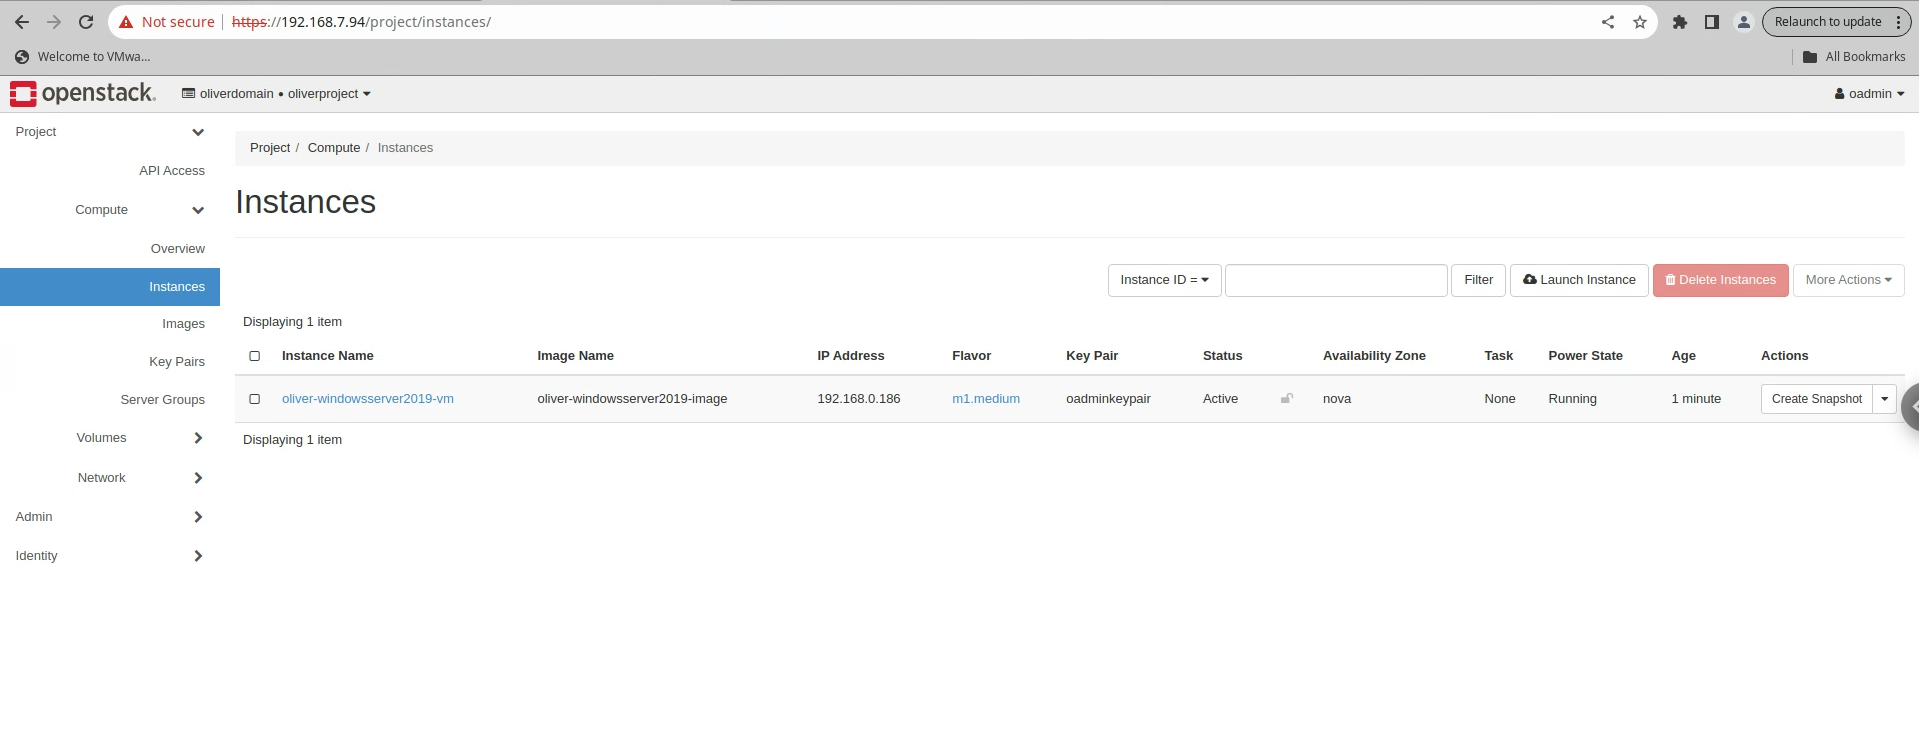 Not secure https://192.168.7.94/project/instances/ Relaunch to update
Welcome to VMwa... All Bookmarks
openstack. oliverdomain • oliverproject oadmin
Project
API Access
Compute
Overview
Instances
Images
Key Pairs
Server Groups
Volumes
Network
Admin
Identity
Project / Compute / Instances
Instances
Instance ID = Filter Launch Instance Delete Instances More Actions
Displaying 1 item
Instance Name Image Name IP Address Flavor Key Pair Status Availability Zone Task Power State Age Actions
oliver-windowsserver2019-vm oliver-windowsserver2019-image 192.168.0.186 m1.medium oadminkeypair Active nova None Running 1 minute Create Snapshot
Displaying 1 item